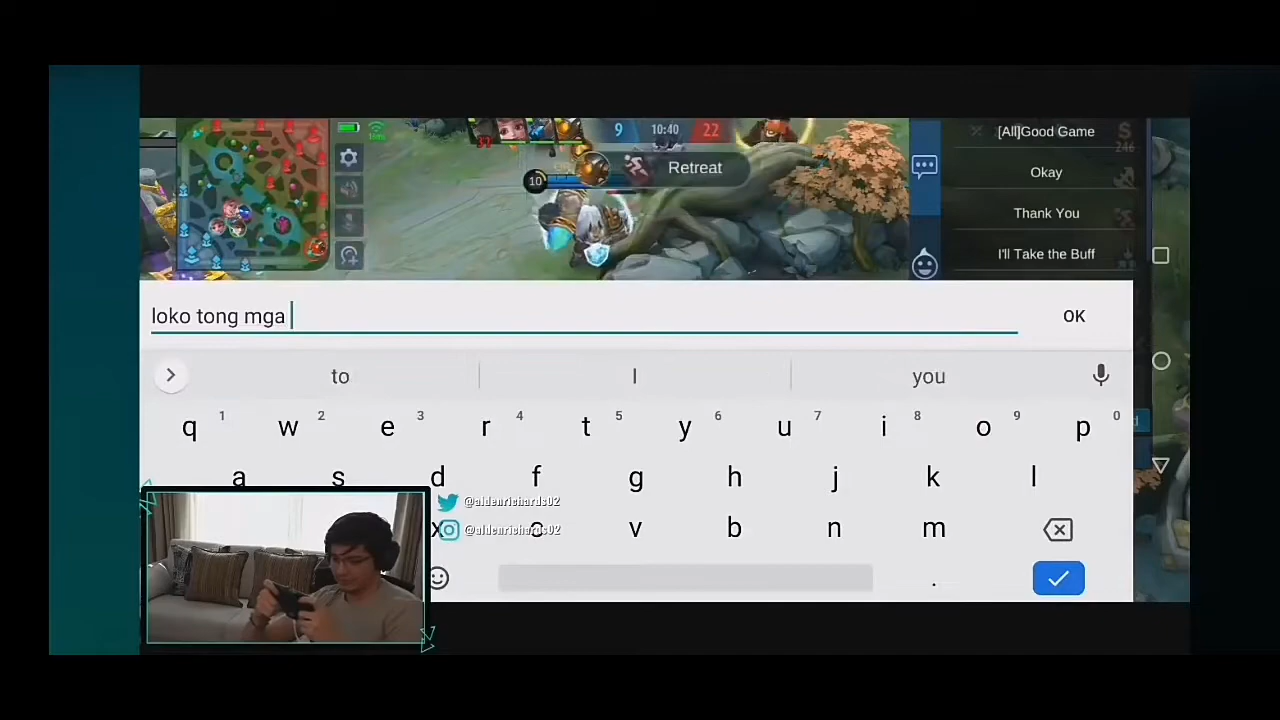 9 10:40 22
[All]Good Game
246
Okay
10
Retreat
Thank You
I'll Take the Buff
loko tong mga
OK
to I you
1 2 3 4 5 6 7 8 9 0
q w e r t y u i o p
a s d f g h j k l
@aldenrichards02
x c v b n m
@aldenrichards02
.